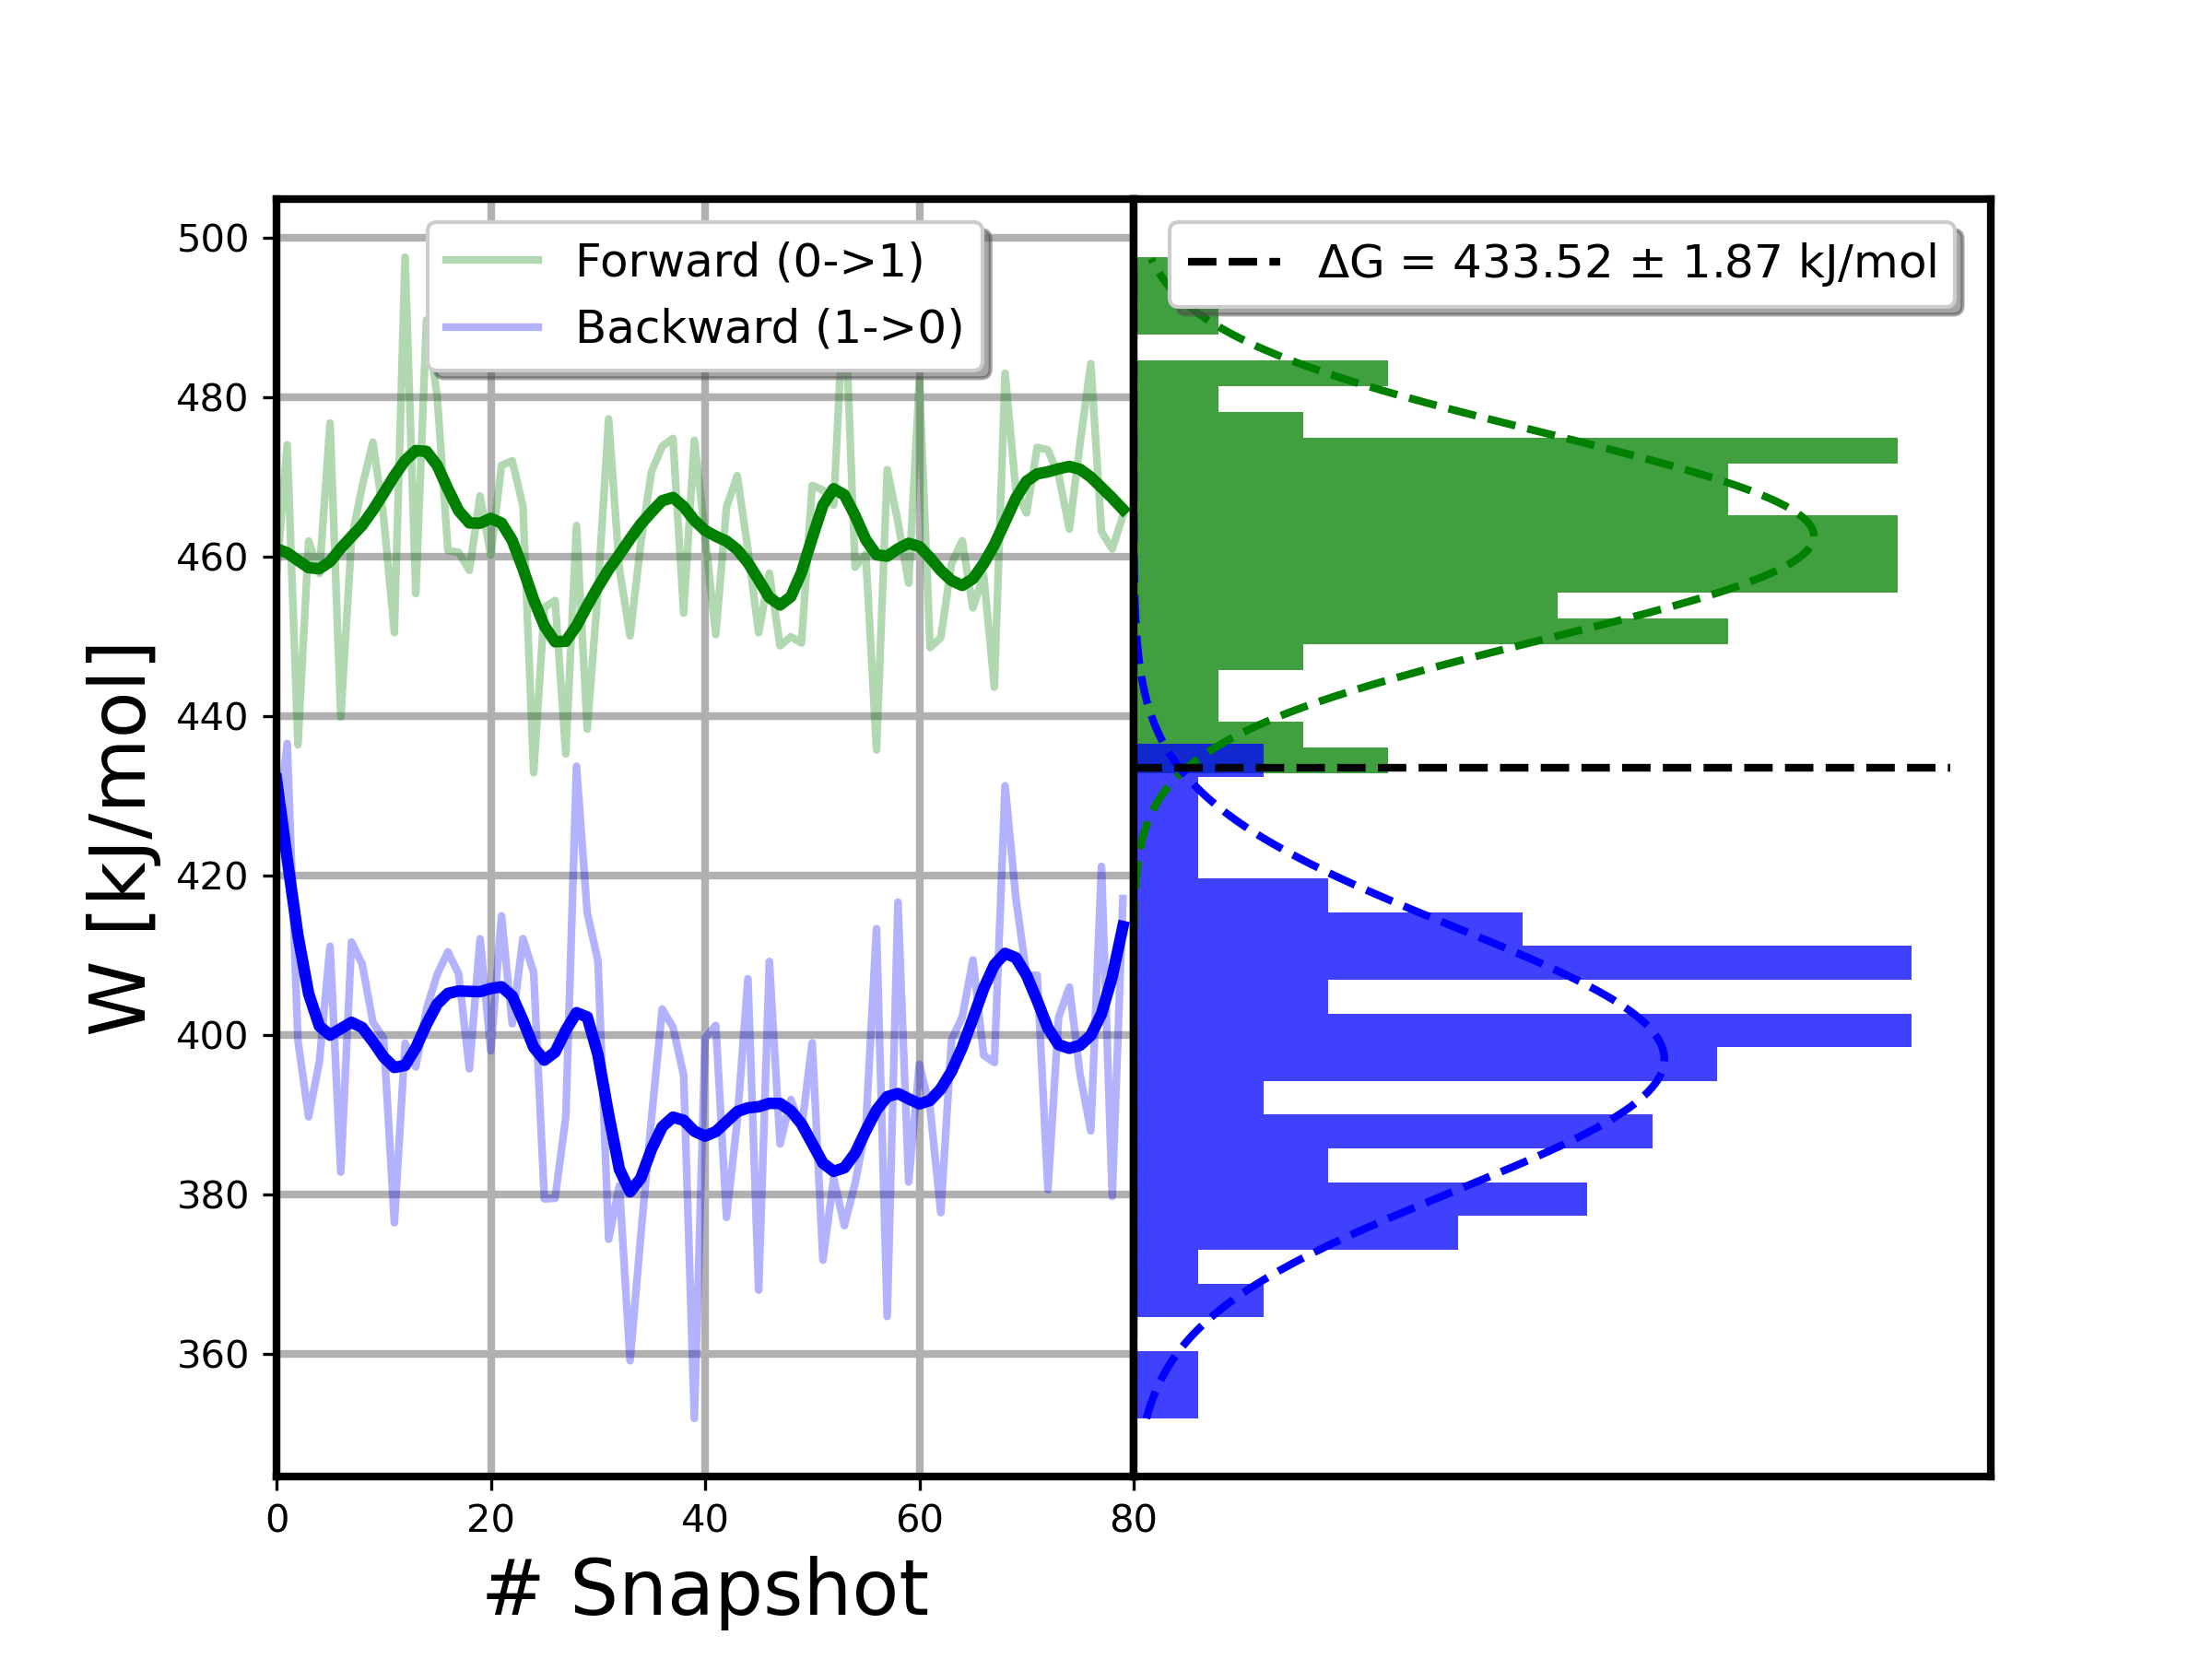 Forward (0->1)
Backward (1->0)
ΔG = 433.52 ± 1.87 kJ/mol
500
480
460
440
420
400
380
360
W [kJ/mol]
0
20
40
60
80
# Snapshot